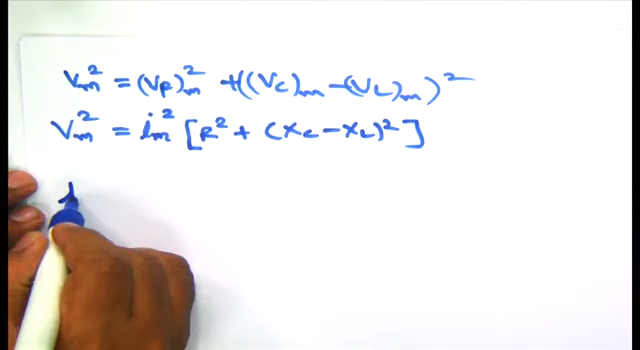 Vm² = (VR)m² + ((VC)m - (VL)m)²
Vm² = im² [R² + (XC - XL)²]